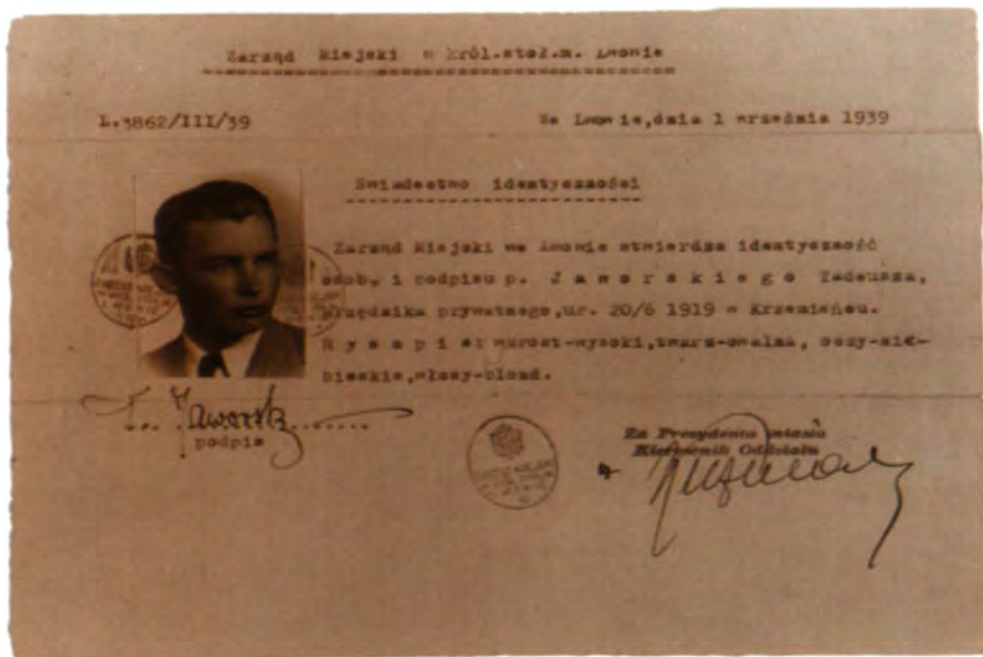 Zarząd Miejski w król.stoł.m. Lwowie
L.3862/III/39
We Lwowie,dnia 1 września 1939
Świadectwo identyczności
Zarząd Miejski we Lwowie stwierdza identyczność
osoby i podpisu p. J a w o r s k i e g o Tadeusza,
urzędnika prywatnego,ur. 20/6 1919 w Krzemieńcu.
R y s o p i s: wzrost-wysoki,twarz-owalna, oczy-nie-
bieskie,włosy-blond.
T. Jaworski
podpis
Za Prezydenta miasta
Kierownik Oddziału